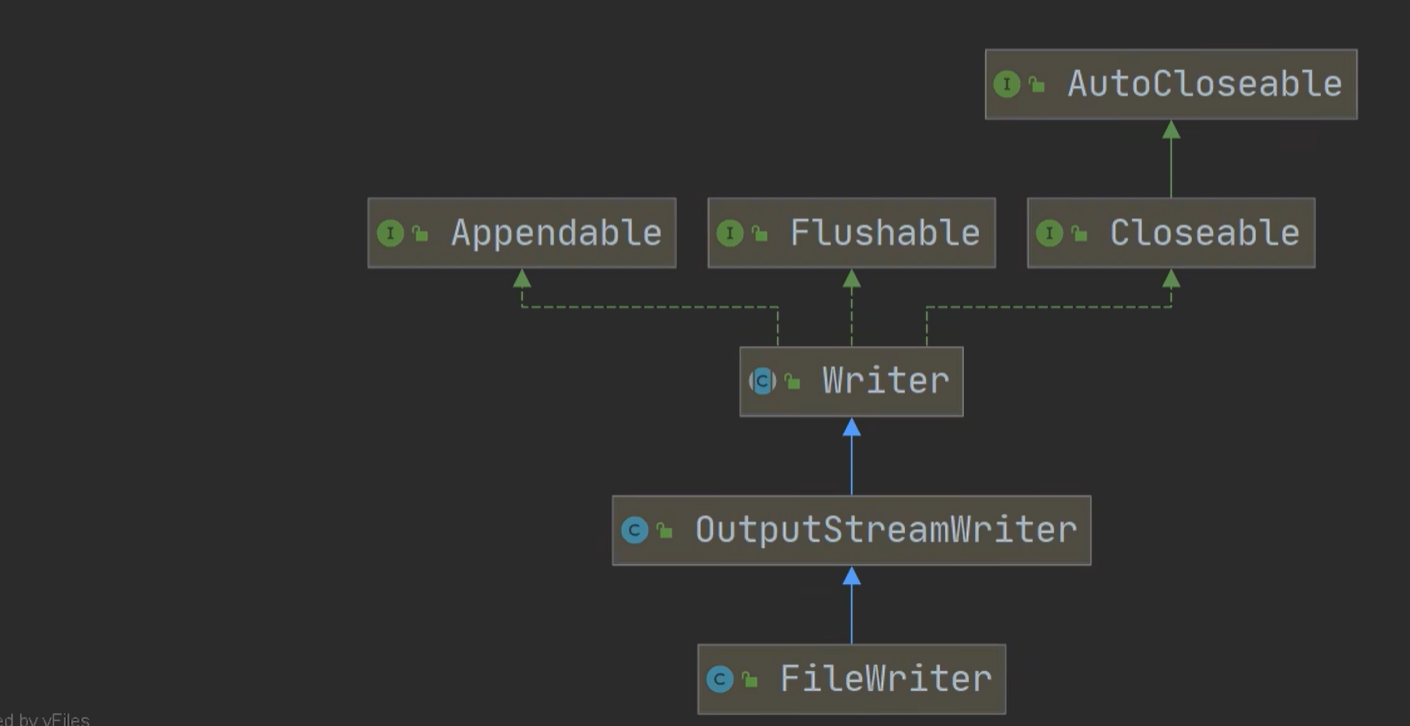 AutoCloseable
Appendable
Flushable
Closeable
Writer
OutputStreamWriter
FileWriter
ed by yFiles